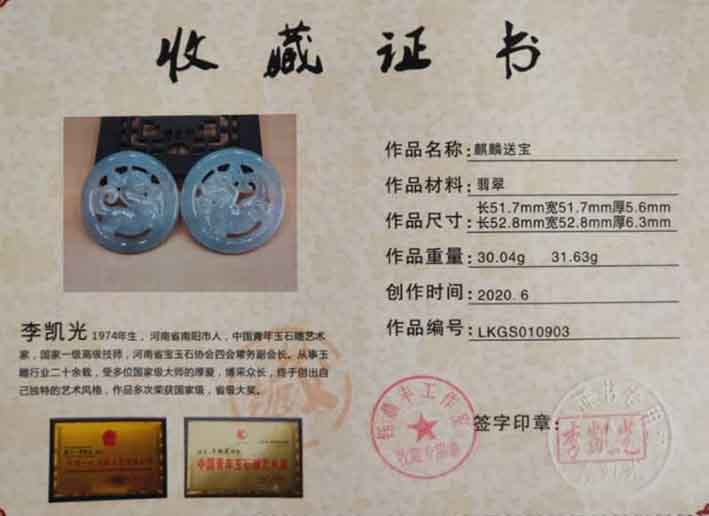 收藏证书
作品名称：麒麟送宝
作品材料：翡翠
作品尺寸：长51.7mm宽51.7mm厚5.6mm
长52.8mm宽52.8mm厚6.3mm
作品重量：30.04g 31.63g
创作时间：2020.6
作品编号：LKGS010903
签字印章：
李凯光 1974年生，河南省南阳市人，中国青年玉石雕艺术
家，国家一级高级技师，河南省宝玉石协会四会常务副会长。从事玉
雕行业二十余载，受多位国家级大师的厚爱，博采众长，终于创出自
己独特的艺术风格，作品多次荣获国家级，省级大奖。
中国青年玉石雕艺术家
李凯光